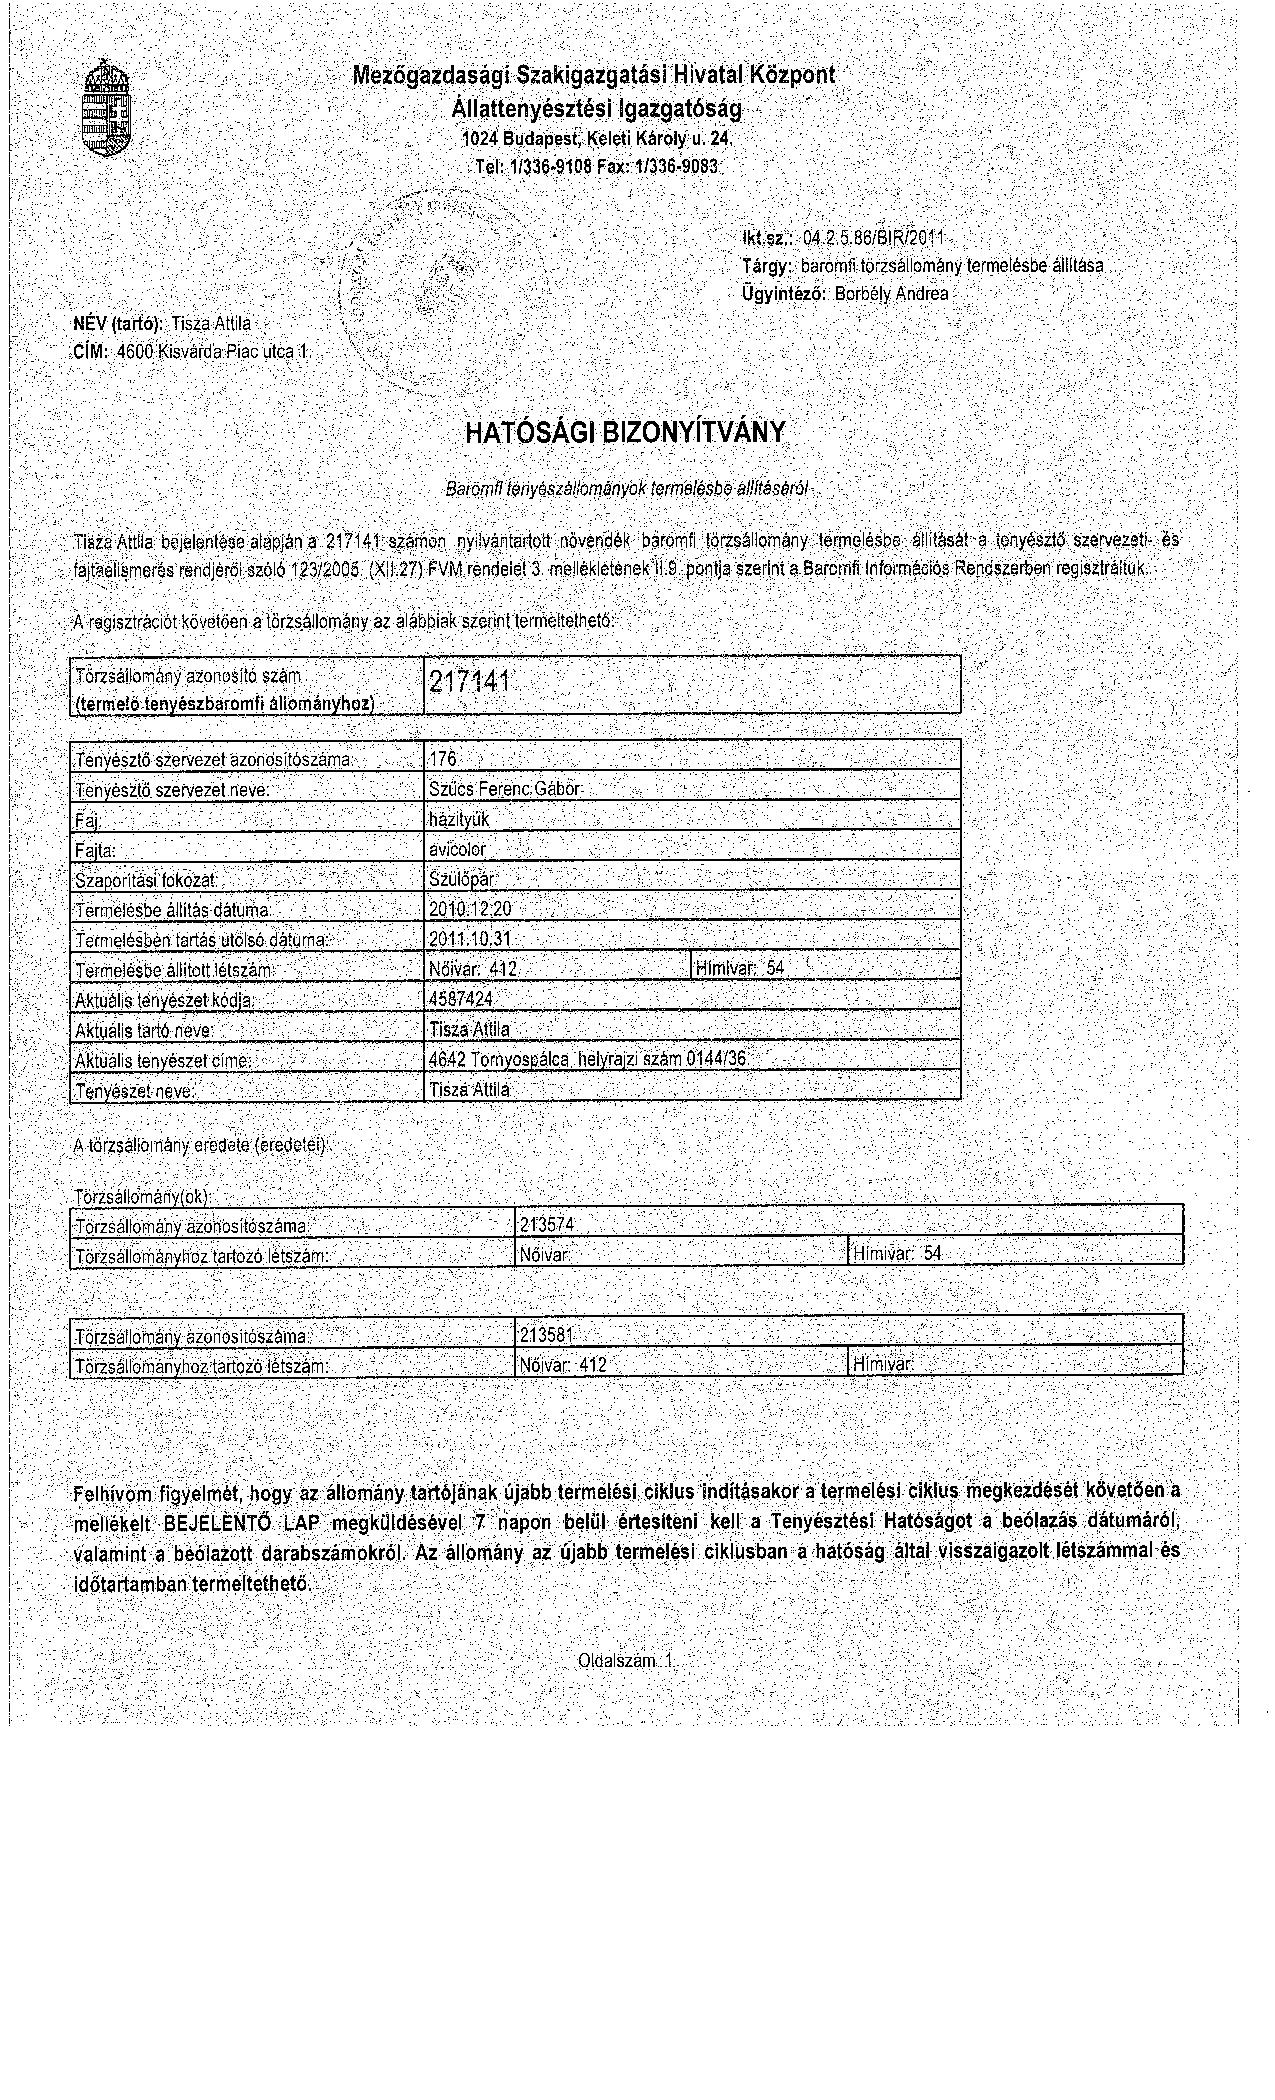 Mezőgazdasági Szakigazgatási Hivatal Központ
Állattenyésztési Igazgatóság
1024 Budapest, Keleti Károly u. 24.
Tel: 1/336-9108 Fax: 1/336-9083
Ikt.sz.: 04.2.5.86/BIR/2011
Tárgy: baromfi törzsállomány termelésbe állítása
Ügyintéző: Borbély Andrea
NÉV (tartó): Tisza Attila
CÍM: 4600 Kisvárda Piac utca 1.
HATÓSÁGI BIZONYÍTVÁNY
Baromfi tenyészállományok termelésbe állításáról
Tisza Attila bejelentése alapján a 217141 számon nyilvántartott növendék baromfi törzsállomány termelésbe állítását a tenyésztő szervezeti- és
fajtaelismerés rendjéről szóló 123/2005. (XII.27) FVM rendelet 3. mellékletének II.9. pontja szerint a Baromfi Információs Rendszerben regisztráltuk.
A regisztrációt követően a törzsállomány az alábbiak szerint termeltethető:
Törzsállomány azonosító szám 217141
(termelő tenyészbaromfi állományhoz)
Tenyésztő szervezet azonosítószáma: 176
Tenyésztő szervezet neve: Szücs Ferenc Gábor
Faj: házityúk
Fajta: avicolor
Szaporítási fokozat: Szülőpár
Termelésbe állítás dátuma: 2010.12.20
Termelésben tartás utolsó dátuma: 2011.10.31
Termelésbe állított létszám: Nőivar: 412 Hímivar: 54
Aktuális tenyészet kódja: 4587424
Aktuális tartó neve: Tisza Attila
Aktuális tenyészet címe: 4642 Tornyospálca helyrajzi szám 0144/36
Tenyészet neve: Tisza Attila
A törzsállomány eredete (eredetei):
Törzsállomány(ok):
Törzsállomány azonosítószáma: 213574
Törzsállományhoz tartozó létszám: Nőivar: Hímivar: 54
Törzsállomány azonosítószáma: 213581
Törzsállományhoz tartozó létszám: Nőivar: 412 Hímivar:
Felhívom figyelmét, hogy az állomány tartójának újabb termelési ciklus indításakor a termelési ciklus megkezdését követően a
mellékelt BEJELENTŐ LAP megküldésével 7 napon belül értesíteni kell a Tenyésztési Hatóságot a beólazás dátumáról,
valamint a beólazott darabszámokról. Az állomány az újabb termelési ciklusban a hatóság által visszaigazolt létszámmal és
időtartamban termeltethető.
Oldalszám 1